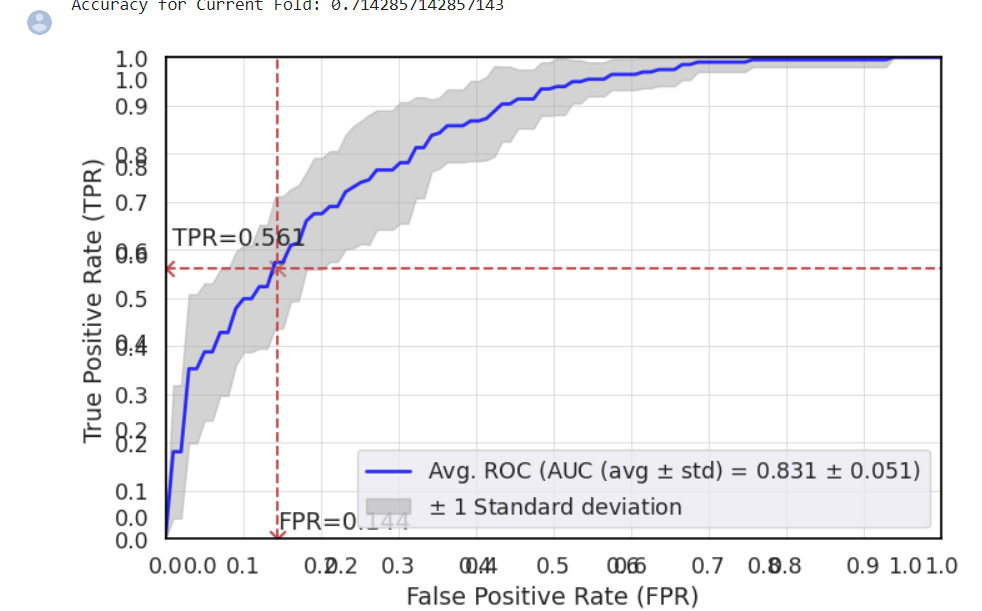 Accuracy for Current Fold: 0.7142857142857143
1.0
1.0
0.9
0.8
0.8
0.7
TPR=0.561
0.6
0.6
0.5
0.4
0.4
0.3
0.2
0.2
0.1
0.0
0.0
True Positive Rate (TPR)
Avg. ROC (AUC (avg ± std) = 0.831 ± 0.051)
± 1 Standard deviation
FPR=0.144
0.0 0.0 0.1 0.2 0.2 0.3 0.4 0.4 0.5 0.6 0.6 0.7 0.8 0.8 0.9 1.0 1.0
False Positive Rate (FPR)